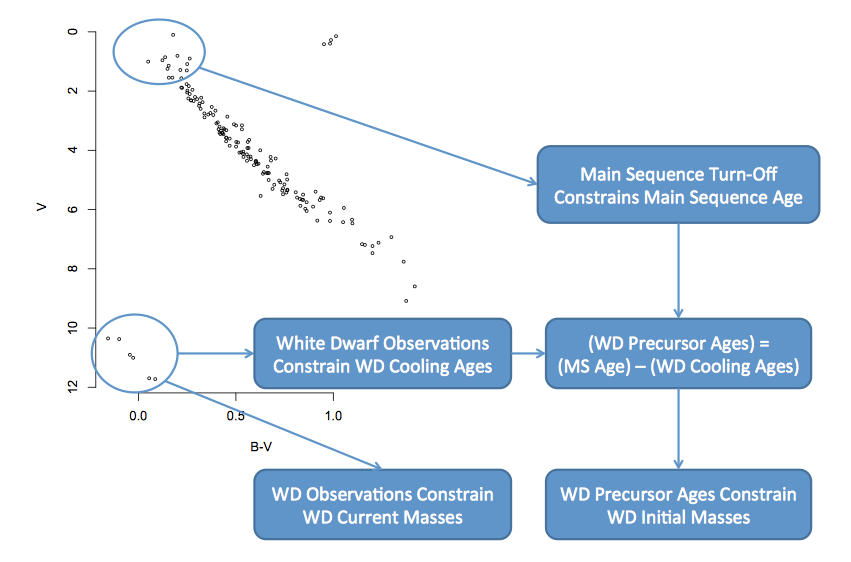 0
2
4
6
8
10
12
V
0.0
0.5
1.0
B-V
Main Sequence Turn-Off
Constrains Main Sequence Age
White Dwarf Observations
Constrain WD Cooling Ages
(WD Precursor Ages) =
(MS Age) – (WD Cooling Ages)
WD Observations Constrain
WD Current Masses
WD Precursor Ages Constrain
WD Initial Masses